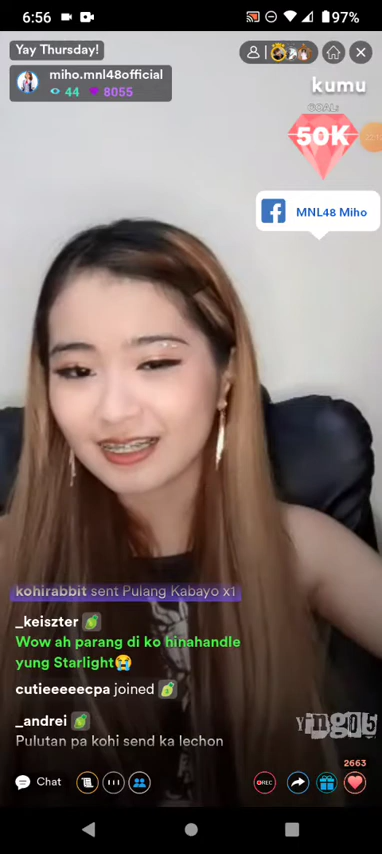 6:56
97%
Yay Thursday!
miho.mnl48official
44 8055
kumu
GOAL:
50K
MNL48 Miho
kohirabbit sent Pulang Kabayo x1
_keiszter
Wow ah parang di ko hinahandle
yung Starlight😭
cutieeeeecpa joined
_andrei
Pulutan pa kohi send ka lechon
2663
Chat
REC